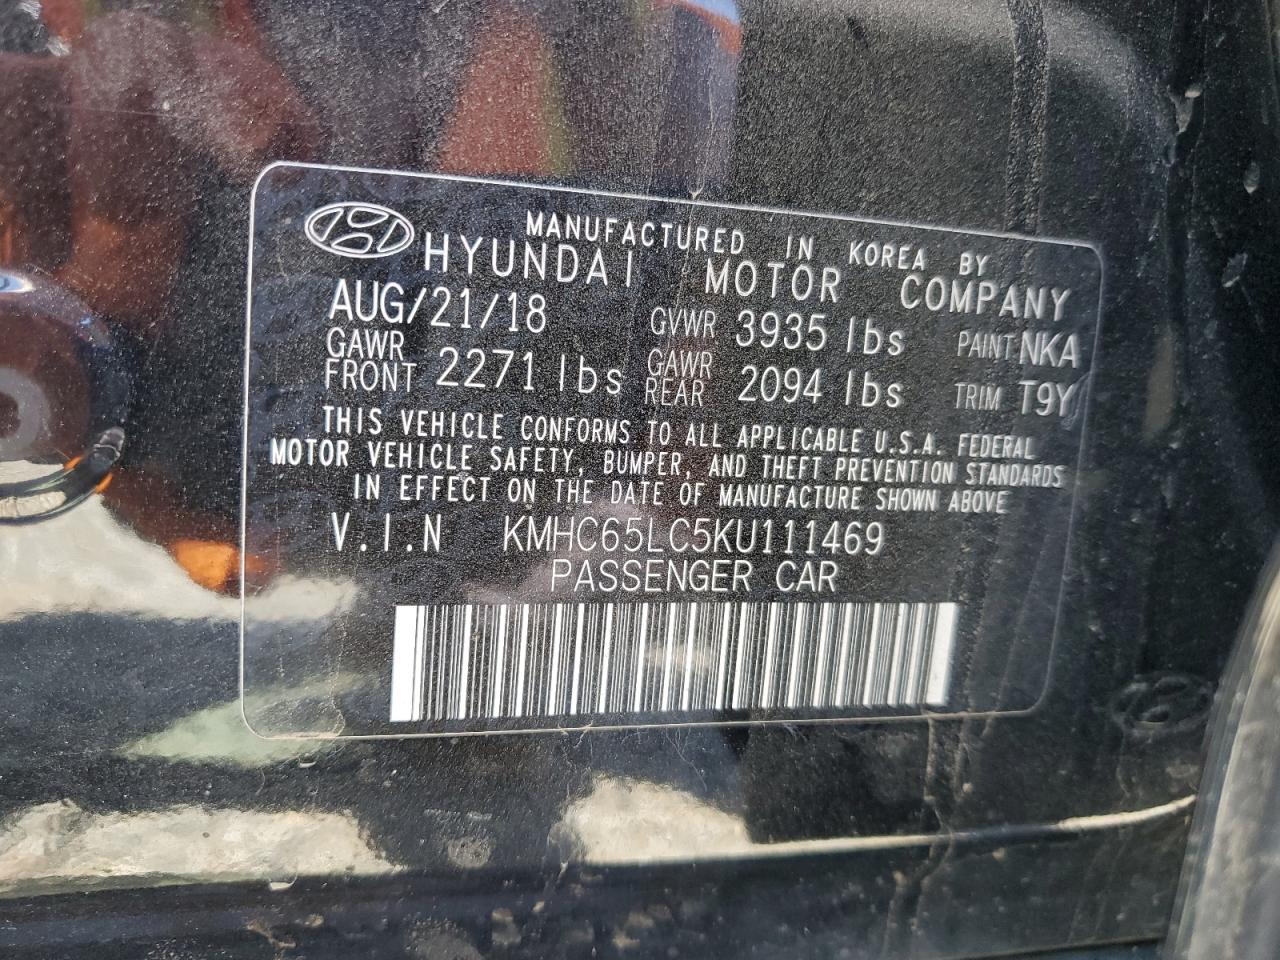 MANUFACTURED IN KOREA BY
HYUNDAI MOTOR COMPANY
AUG/21/18 GVWR 3935 lbs PAINT NKA
GAWR FRONT 2271 lbs GAWR REAR 2094 lbs TRIM T9Y
THIS VEHICLE CONFORMS TO ALL APPLICABLE U.S.A. FEDERAL
MOTOR VEHICLE SAFETY, BUMPER, AND THEFT PREVENTION STANDARDS
IN EFFECT ON THE DATE OF MANUFACTURE SHOWN ABOVE
V.I.N KMHC65LC5KU111469
PASSENGER CAR